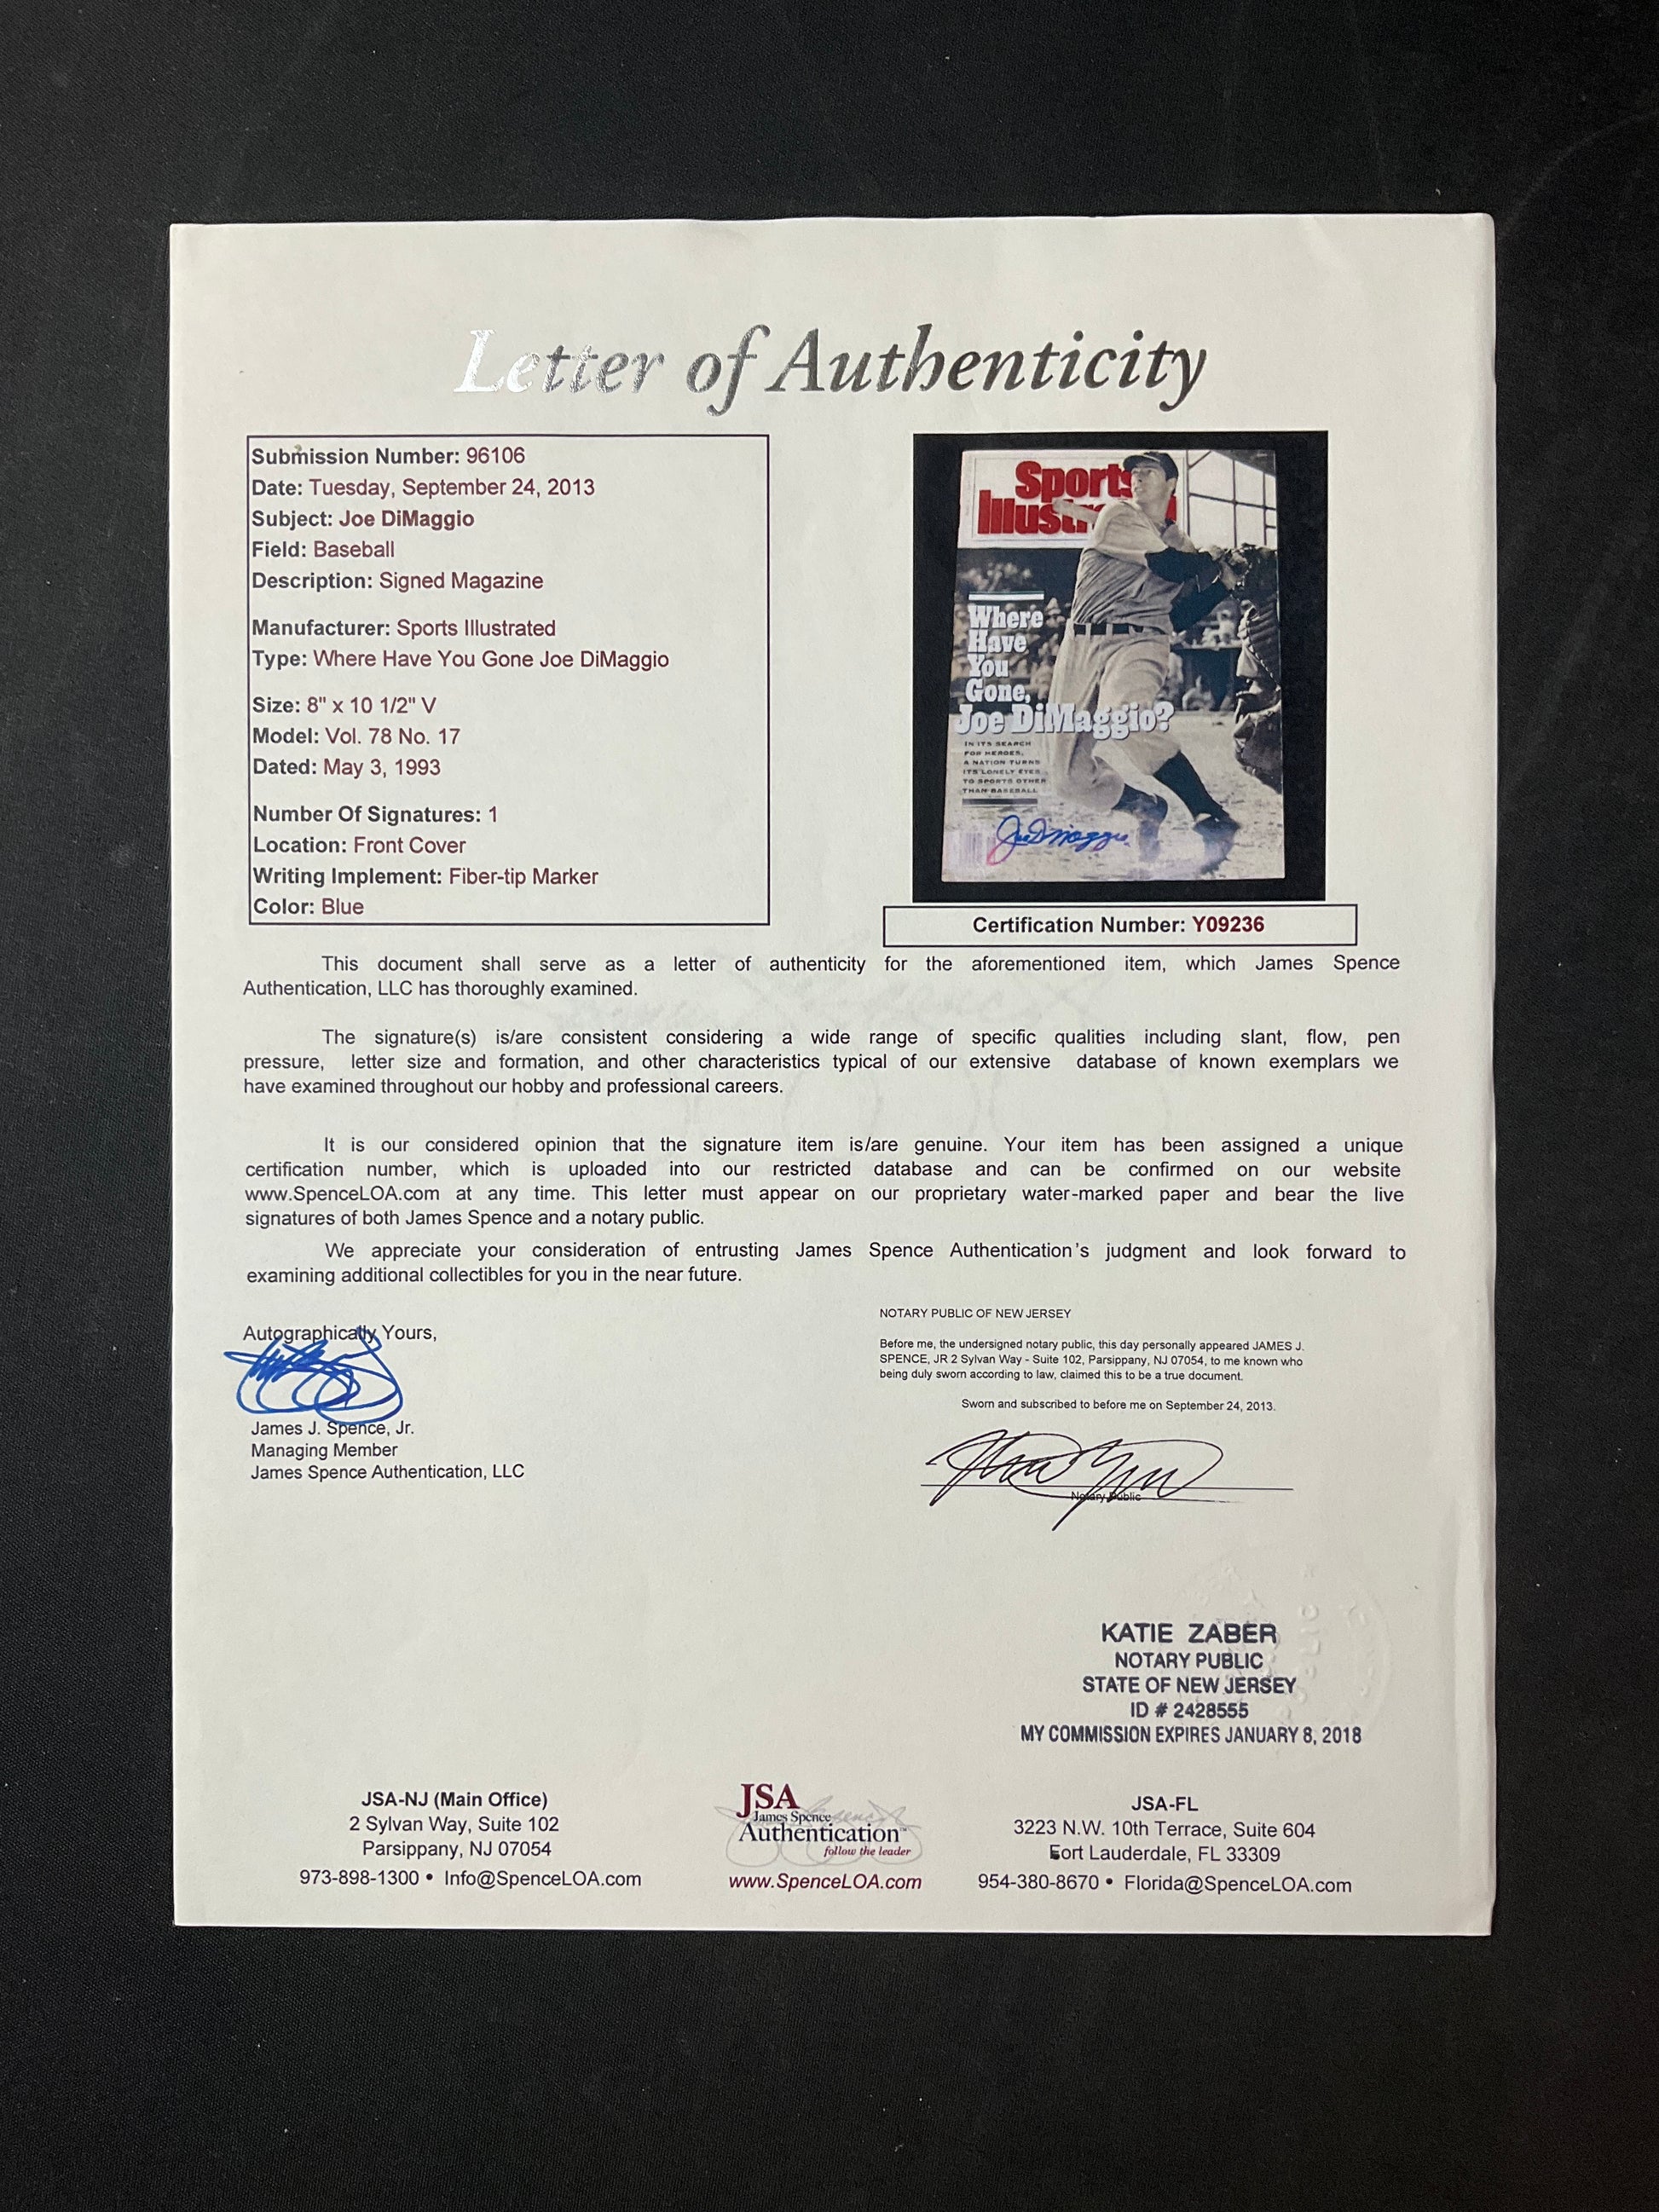 Letter of Authenticity
Submission Number: 96106
Date: Tuesday, September 24, 2013
Subject: Joe DiMaggio
Field: Baseball
Description: Signed Magazine
Manufacturer: Sports Illustrated
Type: Where Have You Gone Joe DiMaggio
Size: 8" x 10 1/2" V
Model: Vol. 78 No. 17
Dated: May 3, 1993
Number Of Signatures: 1
Location: Front Cover
Writing Implement: Fiber-tip Marker
Color: Blue
Sports
Illustr
Where
Have
You
Gone,
Joe DiMaggio?
IN ITS SEARCH
FOR HEROES,
A NATION TURNS
ITS LONELY EYES
TO SPORTS OTHER
THAN BASEBALL
Joe DiMaggio
Certification Number: Y09236
This document shall serve as a letter of authenticity for the aforementioned item, which James Spence
Authentication, LLC has thoroughly examined.
The signature(s) is/are consistent considering a wide range of specific qualities including slant, flow, pen
pressure, letter size and formation, and other characteristics typical of our extensive database of known exemplars we
have examined throughout our hobby and professional careers.
It is our considered opinion that the signature item is/are genuine. Your item has been assigned a unique
certification number, which is uploaded into our restricted database and can be confirmed on our website
www.SpenceLOA.com at any time. This letter must appear on our proprietary water-marked paper and bear the live
signatures of both James Spence and a notary public.
We appreciate your consideration of entrusting James Spence Authentication's judgment and look forward to
examining additional collectibles for you in the near future.
Autographically Yours,
James J. Spence, Jr.
Managing Member
James Spence Authentication, LLC
NOTARY PUBLIC OF NEW JERSEY
Before me, the undersigned notary public, this day personally appeared JAMES J.
SPENCE, JR 2 Sylvan Way - Suite 102, Parsippany, NJ 07054, to me known who
being duly sworn according to law, claimed this to be a true document.
Sworn and subscribed to before me on September 24, 2013.
Notary Public
KATIE ZABER
NOTARY PUBLIC
STATE OF NEW JERSEY
ID # 2428555
MY COMMISSION EXPIRES JANUARY 8, 2018
JSA-NJ (Main Office)
2 Sylvan Way, Suite 102
Parsippany, NJ 07054
973-898-1300 • Info@SpenceLOA.com
JSA
James Spence
Authentication™
follow the leader
www.SpenceLOA.com
JSA-FL
3223 N.W. 10th Terrace, Suite 604
Fort Lauderdale, FL 33309
954-380-8670 • Florida@SpenceLOA.com